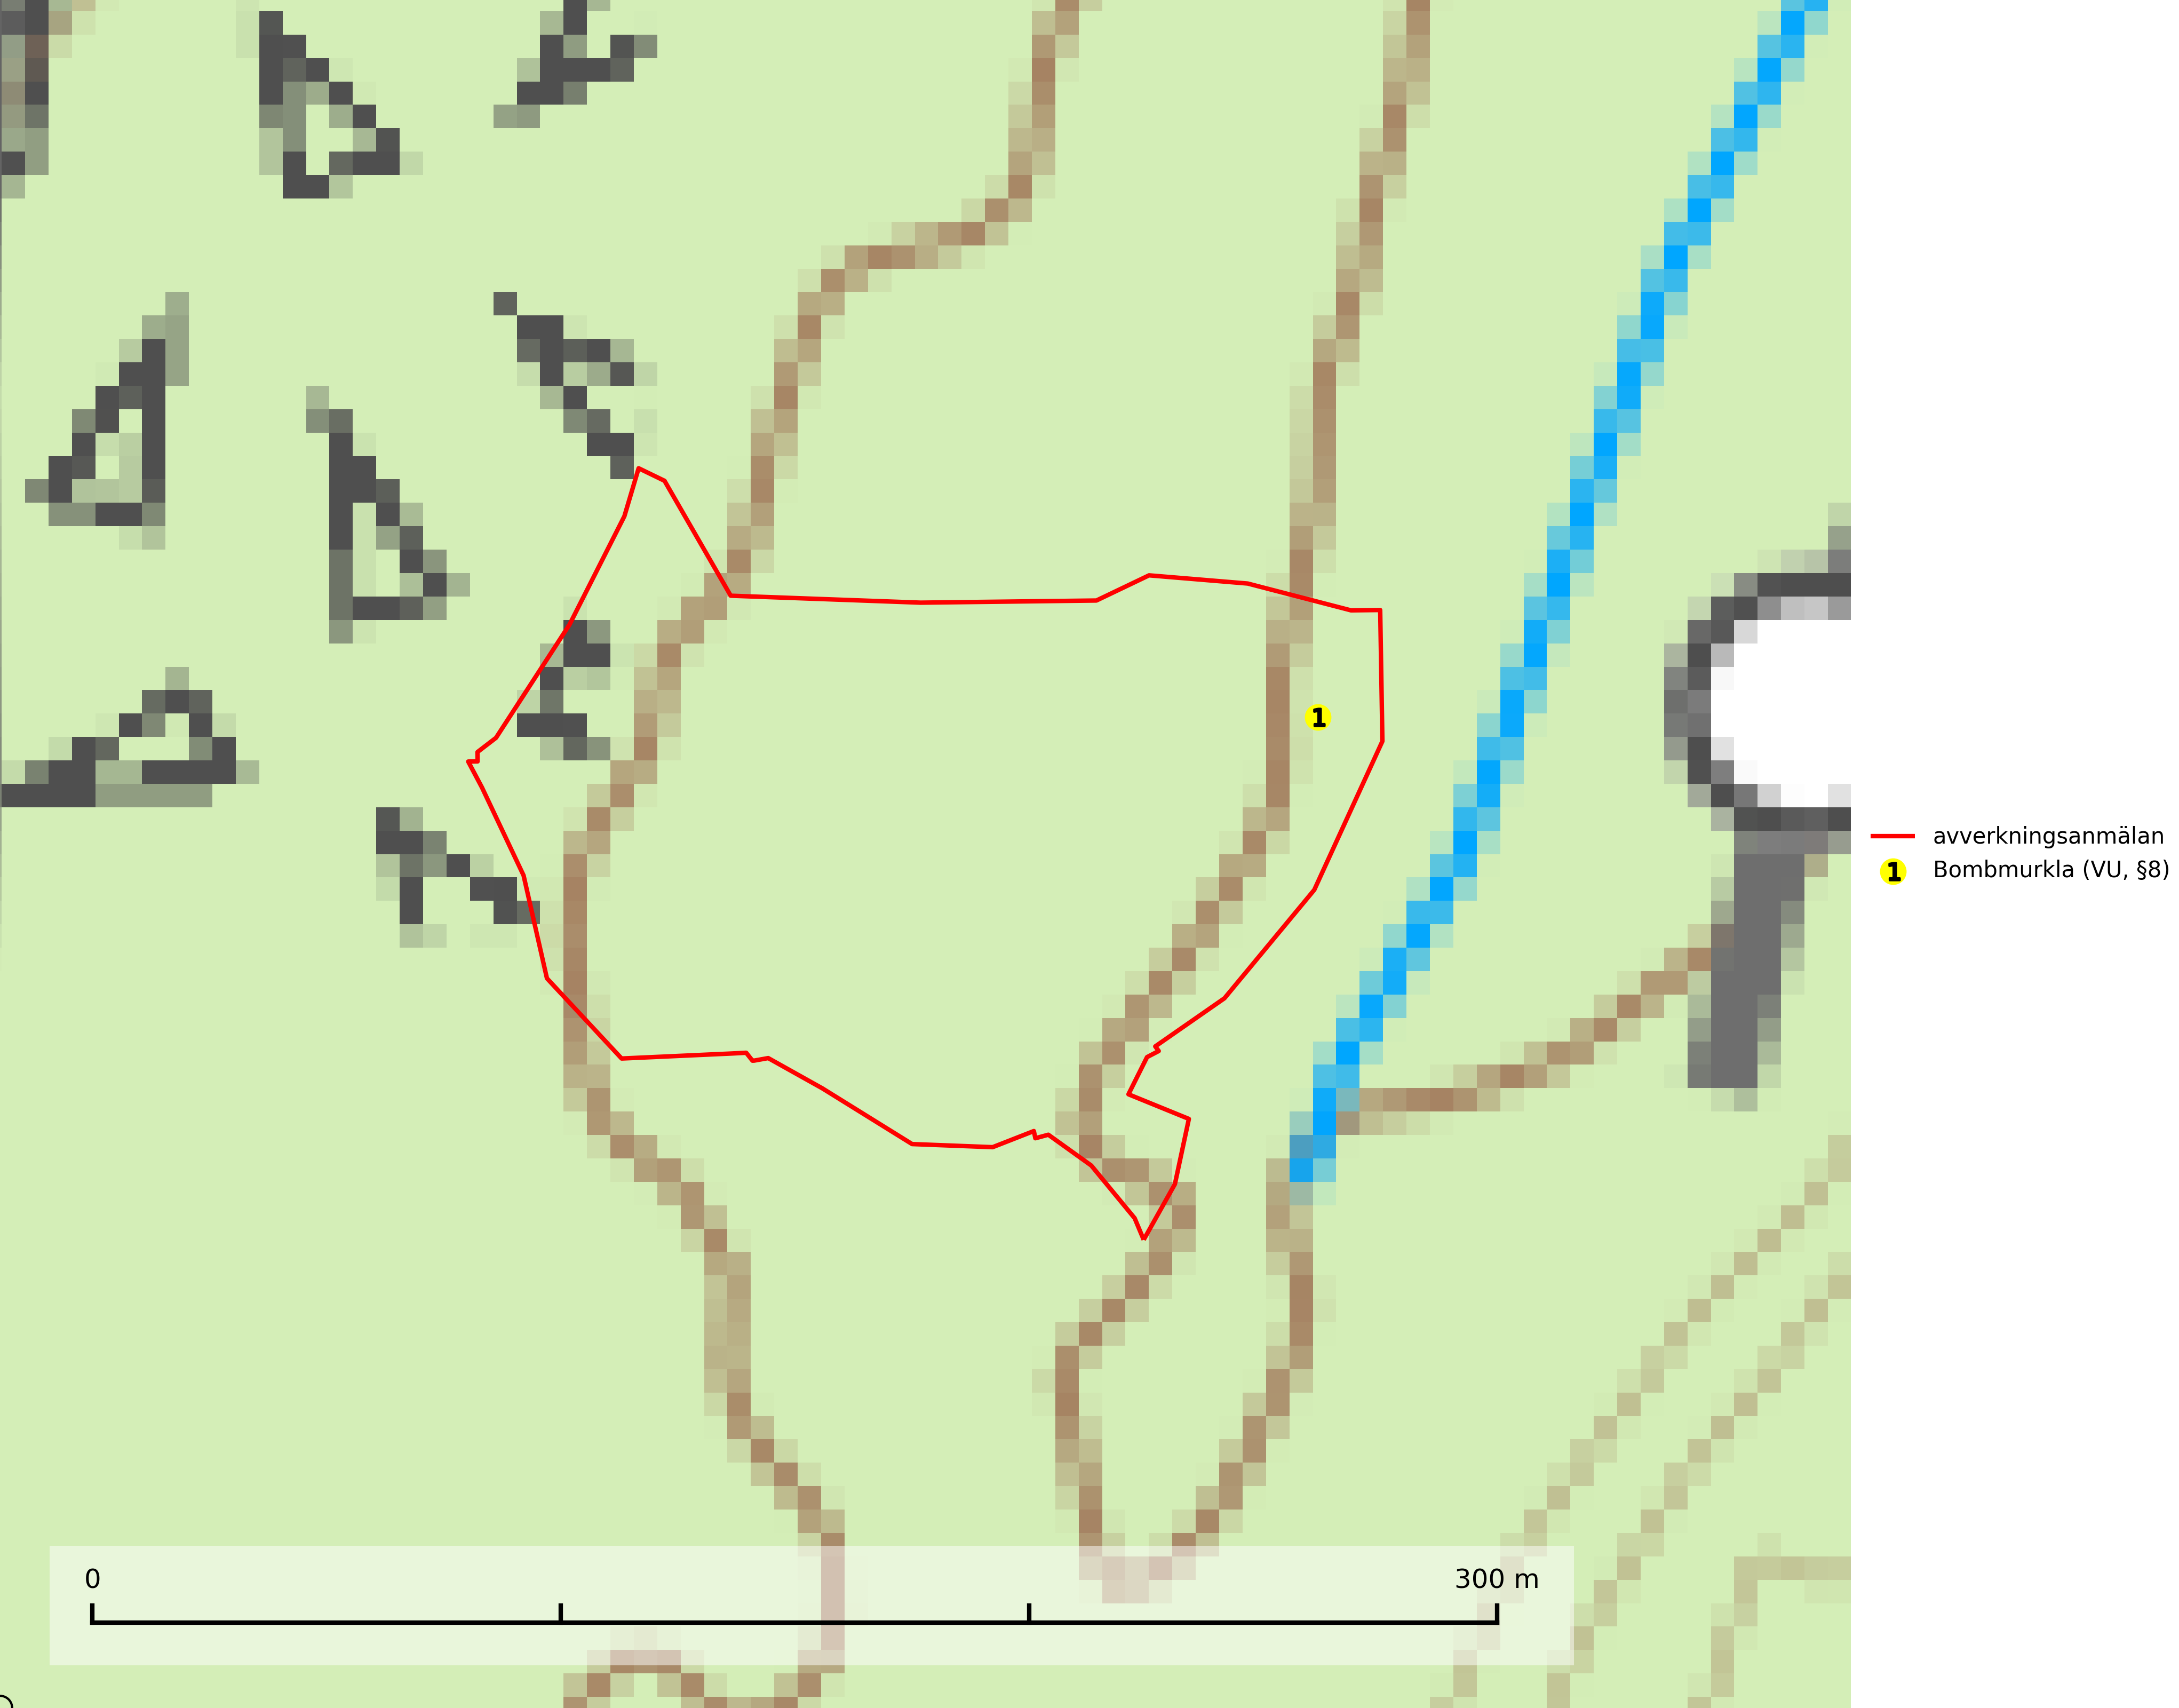 1
avverkningsanmälan
1 Bombmurkla (VU, §8)
0 300 m